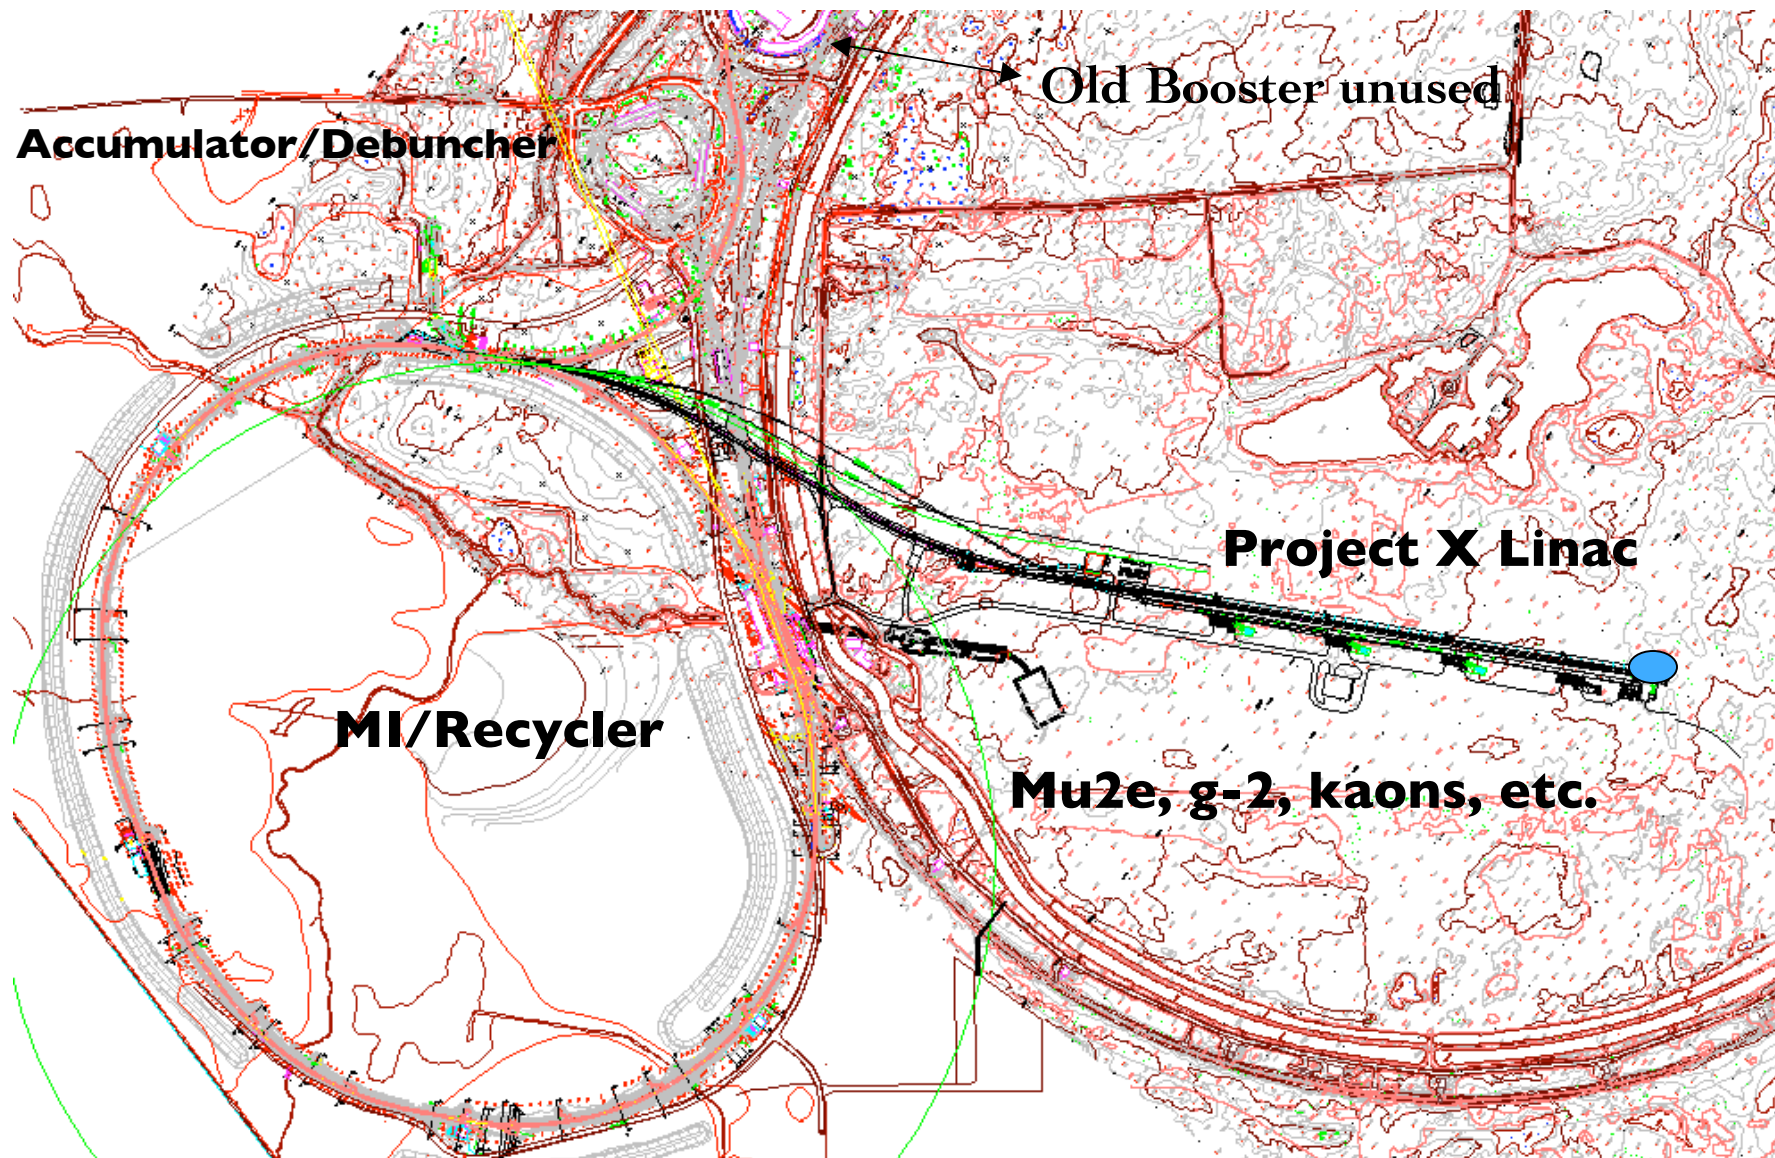 Old Booster unused
Accumulator/Debuncher
Project X Linac
MI/Recycler
Mu2e, g-2, kaons, etc.